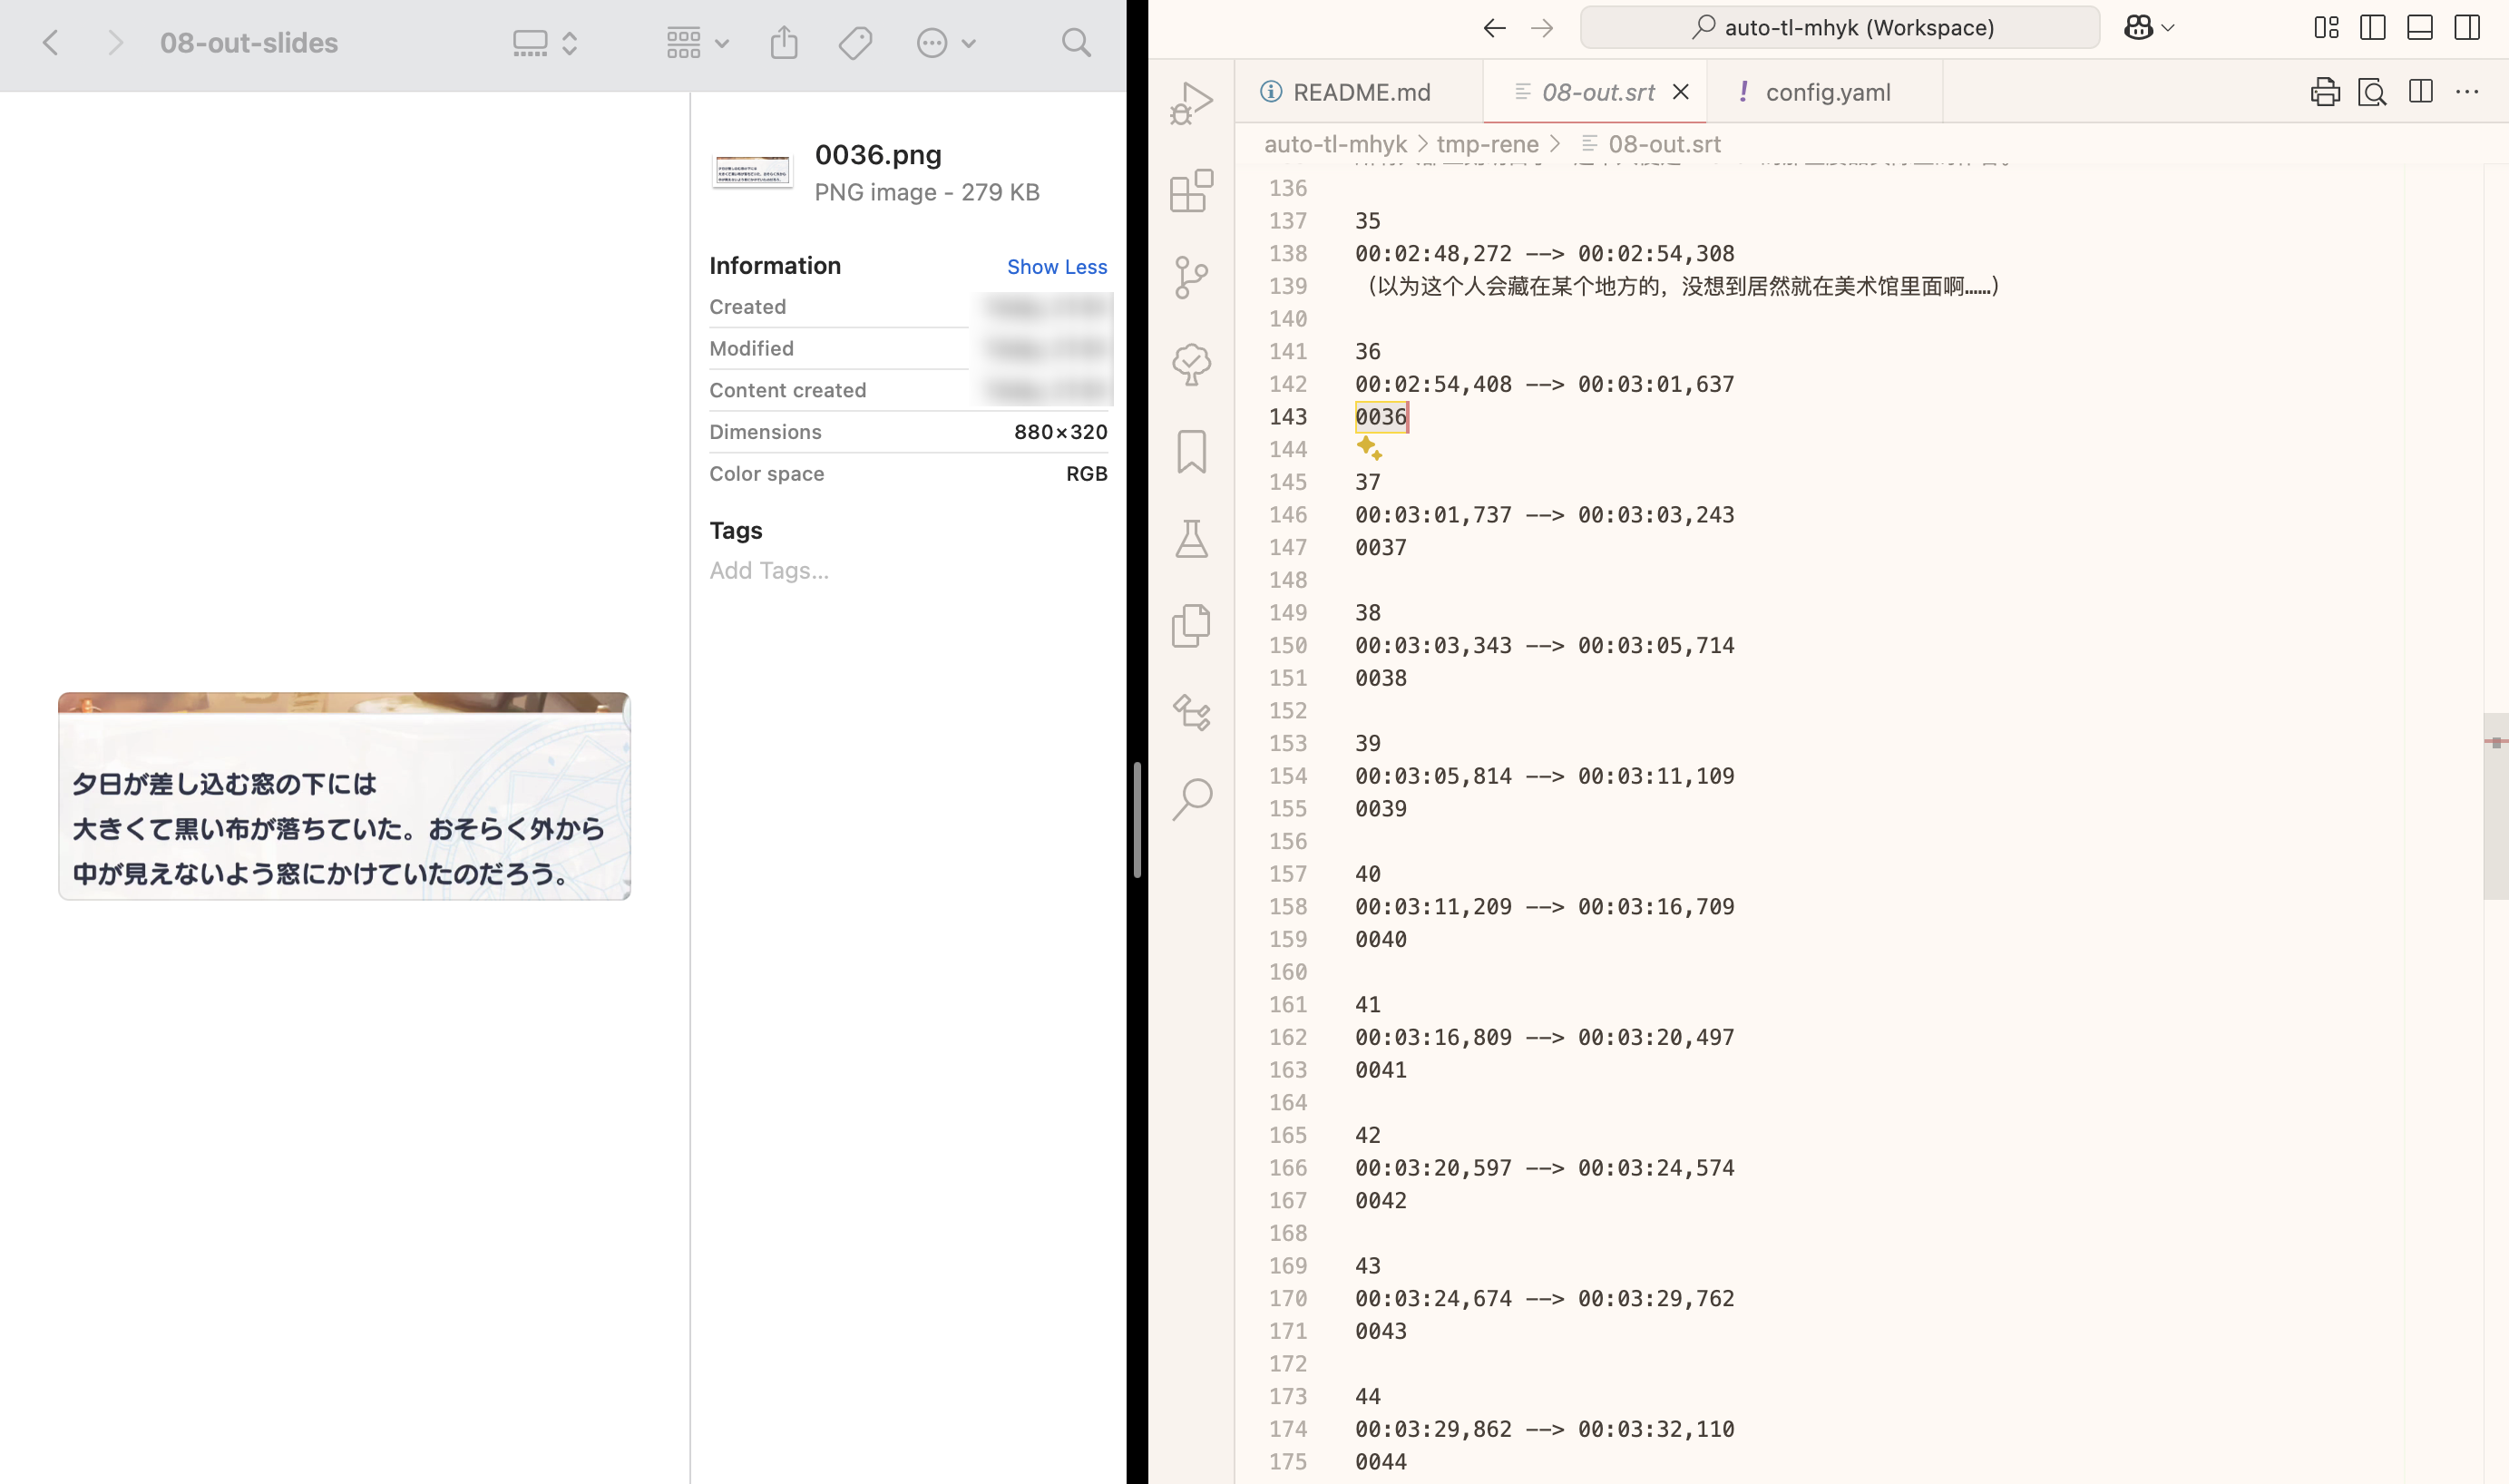 08-out-slides
0036.png
PNG image - 279 KB
Information
Show Less
Created
Modified
Content created
Dimensions
880×320
Color space
RGB
Tags
Add Tags...
夕日が差し込む窓の下には
大きくて黒い布が落ちていた。おそらく外から
中が見えないよう窓にかけていたのだろう。
auto-tl-mhyk (Workspace)
README.md
08-out.srt
config.yaml
auto-tl-mhyk > tmp-rene > 08-out.srt
136
137 35
138 00:02:48,272 --> 00:02:54,308
139 （以为这个人会藏在某个地方的，没想到居然就在美术馆里面啊……）
140
141 36
142 00:02:54,408 --> 00:03:01,637
143 0036
144
145 37
146 00:03:01,737 --> 00:03:03,243
147 0037
148
149 38
150 00:03:03,343 --> 00:03:05,714
151 0038
152
153 39
154 00:03:05,814 --> 00:03:11,109
155 0039
156
157 40
158 00:03:11,209 --> 00:03:16,709
159 0040
160
161 41
162 00:03:16,809 --> 00:03:20,497
163 0041
164
165 42
166 00:03:20,597 --> 00:03:24,574
167 0042
168
169 43
170 00:03:24,674 --> 00:03:29,762
171 0043
172
173 44
174 00:03:29,862 --> 00:03:32,110
175 0044